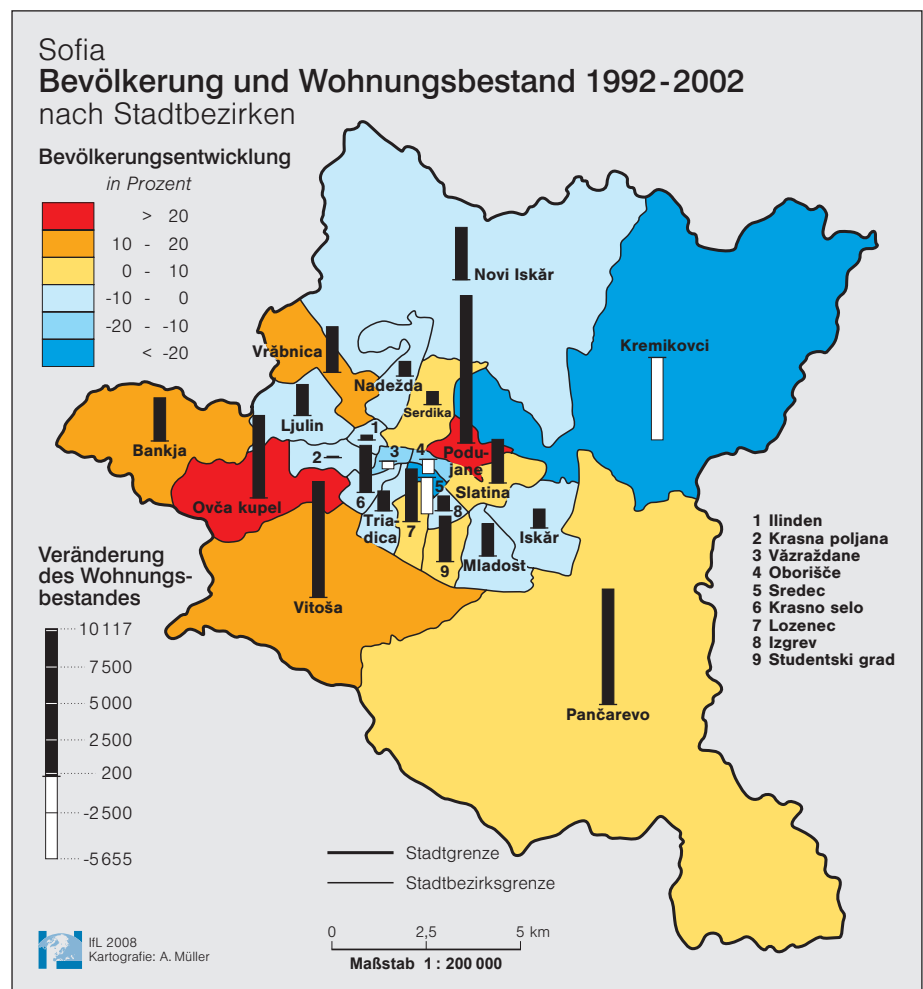 Sofia
Bevölkerung und Wohnungsbestand 1992-2002
nach Stadtbezirken
Bevölkerungsentwicklung
in Prozent
> 20
10 - 20
0 - 10
-10 - 0
-20 - -10
< -20
Novi Iskăr
Kremikovci
Vrăbnica
Nadežda
Serdika
Ljulin
Bankja
1
2
3
4
Podu-
jane
Ovča kupel
5
Slatina
6
Tria-
dica
7
8
Iskăr
9
Mladost
Vitoša
Pančarevo
1 Ilinden
2 Krasna poljana
3 Văzraždane
4 Oborišče
5 Sredec
6 Krasno selo
7 Lozenec
8 Izgrev
9 Studentski grad
Veränderung
des Wohnungs-
bestandes
10 117
7 500
5 000
2 500
200
-2 500
-5 655
Stadtgrenze
Stadtbezirksgrenze
IfL 2008
Kartografie: A. Müller
0 2,5 5 km
Maßstab 1 : 200 000